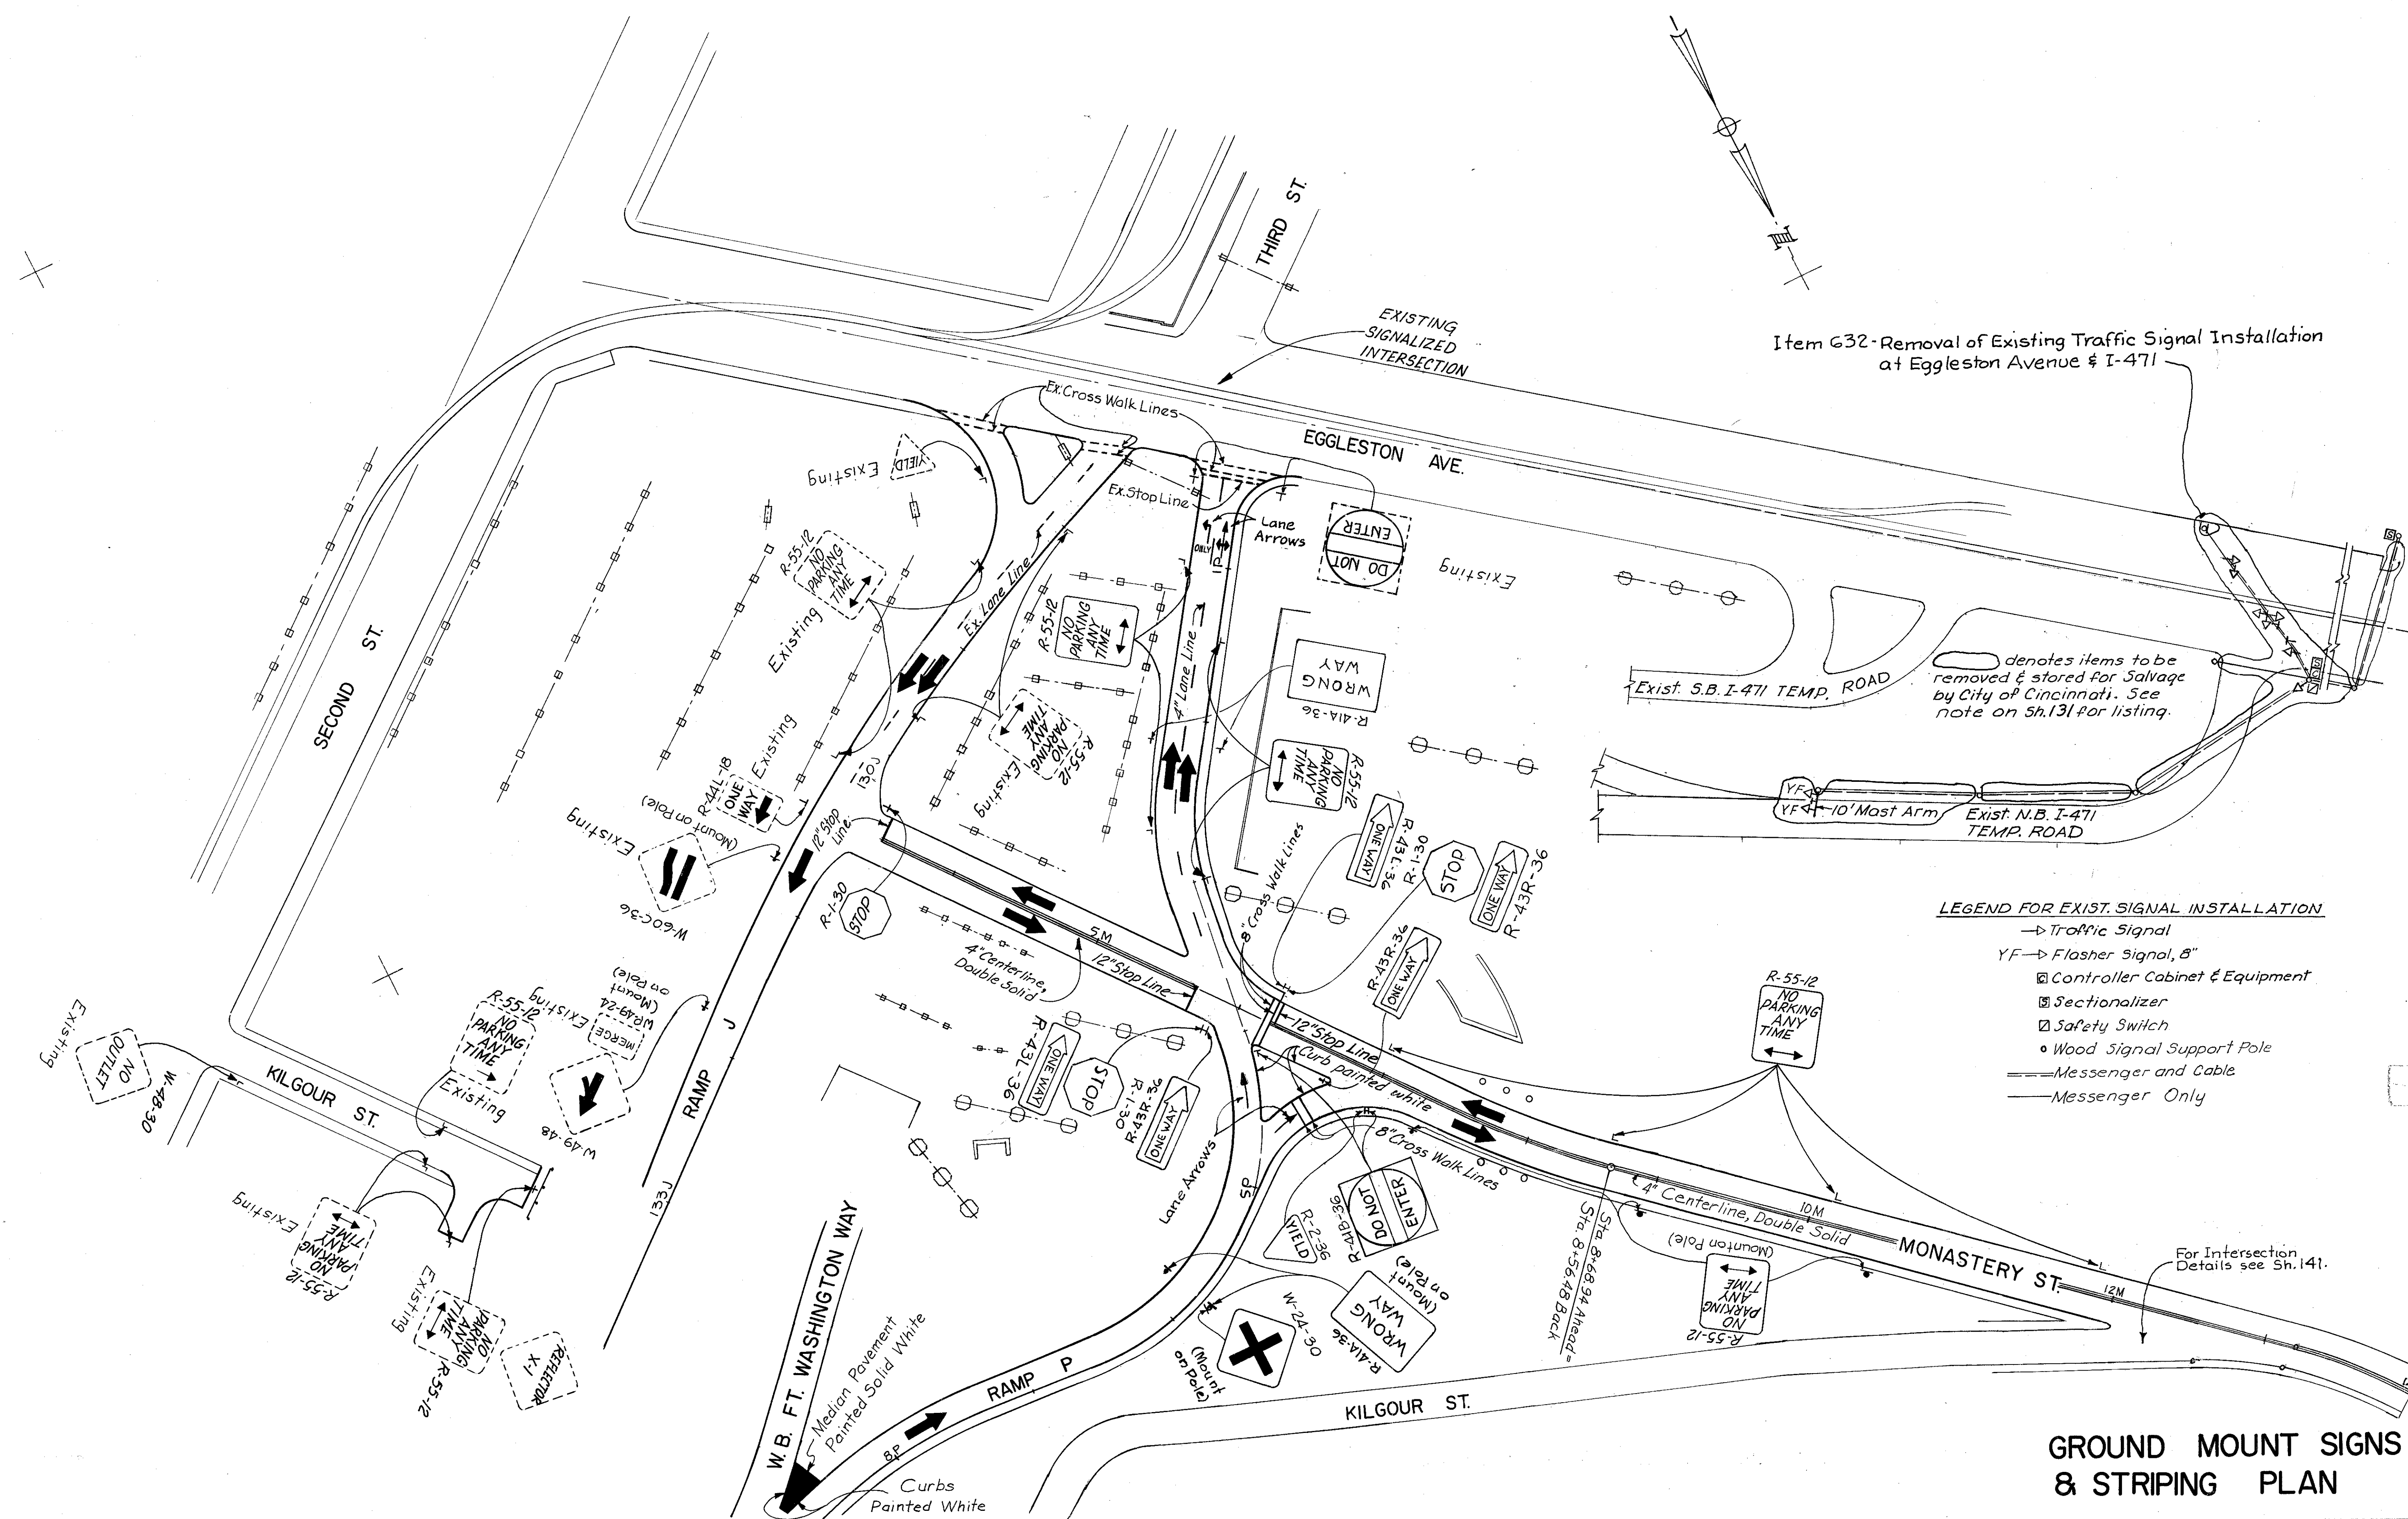 THIRD ST.
EXISTING
SIGNALIZED
INTERSECTION
Item 632-Removal of Existing Traffic Signal Installation
at Eggleston Avenue & I-471
Ex. Cross Walk Lines
EGGLESTON AVE.
YIELD
Existing
Ex. Stop Line
ONLY
1P
Lane
Arrows
DO NOT
ENTER
Existing
R-55-12
NO
PARKING
ANY
TIME
Existing
Ex. Lane Line
R-55-12
NO
PARKING
ANY
TIME
4" Lane Line
WRONG
WAY
R-41A-36
SECOND ST.
Exist. S.B. I-471 TEMP. ROAD
denotes items to be
removed & stored for Salvage
by City of Cincinnati. See
note on Sh.131 for listing.
R-55-12
NO
PARKING
ANY
TIME
Existing
130J
NO
PARKING
ANY
TIME
R-55-12
R-44L-18
ONE
WAY
Existing
YF
YF
10' Mast Arm
Exist. N.B. I-471
TEMP. ROAD
(Mount on Pole)
Existing
W-60C-36
12" Stop
Line
8" Cross Walk Lines
ONE WAY
R-43L-36
R-1-30
STOP
ONE WAY
R-43R-36
R-1-30
STOP
5M
4" Centerline,
Double Solid
12" Stop Line
R-43R-36
ONE WAY
LEGEND FOR EXIST. SIGNAL INSTALLATION
Traffic Signal
YF Flasher Signal, 8"
C Controller Cabinet & Equipment
S Sectionalizer
Safety Switch
Wood Signal Support Pole
Messenger and Cable
Messenger Only
R-55-12
NO
PARKING
ANY
TIME
(Mount
on Pole)
WR49-24
MERGE
Existing
W-49-48
R-55-12
NO
PARKING
ANY
TIME
Existing
Existing
NO
OUTLET
W-48-30
KILGOUR ST.
RAMP J
133J
R-43L-36
ONE WAY
STOP
R-1-30
R-43R-36
ONE WAY
12" Stop Line
Curb painted white
8" Cross Walk Lines
Lane Arrows
5P
R-2-36
YIELD
R-41B-36
DO NOT
ENTER
Sta. 8+68.94 Ahead=
Sta. 8+56.48 Back
4" Centerline, Double Solid
10M
MONASTERY ST.
12M
(Mount on Pole)
NO
PARKING
ANY
TIME
R-55-12
For Intersection
Details see Sh. 141.
Existing
NO
PARKING
ANY
TIME
R-55-12
Existing
NO
PARKING
ANY
TIME
R-55-12
REFLECTOR
X-1
W.B. FT. WASHINGTON WAY
Median Pavement
Painted Solid White
RAMP P
8P
Curbs
Painted White
W-24-30
(Mount
on Pole)
(Mount
on Pole)
WRONG
WAY
R-41A-36
KILGOUR ST.
GROUND MOUNT SIGNS
& STRIPING PLAN